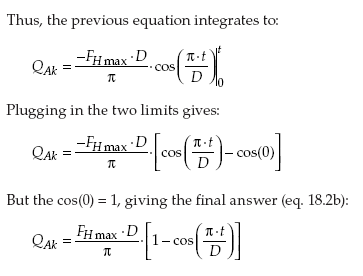 Thus, the previous equation integrates to:
Q_{Ak} = \frac{-F_{H max} \cdot D}{\pi} \cdot \cos\left(\frac{\pi \cdot t}{D}\right)\Big|_0^t
Plugging in the two limits gives:
Q_{Ak} = \frac{-F_{H max} \cdot D}{\pi} \cdot \left[\cos\left(\frac{\pi \cdot t}{D}\right) - \cos(0)\right]
But the cos(0) = 1, giving the final answer (eq. 18.2b):
Q_{Ak} = \frac{F_{H max} \cdot D}{\pi} \cdot \left[1 - \cos\left(\frac{\pi \cdot t}{D}\right)\right]